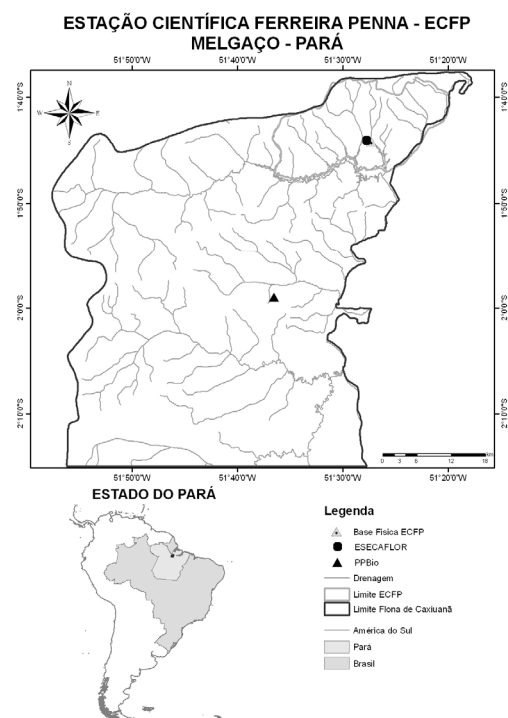 ESTAÇÃO CIENTÍFICA FERREIRA PENNA - ECFP
MELGAÇO - PARÁ
51°50'0"W 51°40'0"W 51°30'0"W 51°20'0"W
N
W E
S
1°40'0"S 1°40'0"S
1°50'0"S 1°50'0"S
2°0'0"S 2°0'0"S
2°10'0"S 2°10'0"S
Km
0 3 6 12 18
51°50'0"W 51°40'0"W 51°30'0"W 51°20'0"W
ESTADO DO PARÁ
Legenda
Base Fisica ECFP
ESECAFLOR
PPBio
Drenagem
Limite ECFP
Limite Flona de Caxiuanã
América do Sul
Pará
Brasil